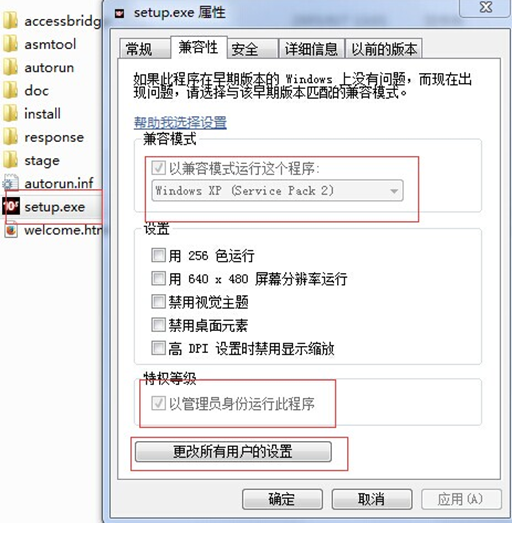 accessbridge
asmtool
autorun
doc
install
response
stage
autorun.inf
setup.exe
welcome.htm
setup.exe 属性
常规
兼容性
安全
详细信息
以前的版本
如果此程序在早期版本的 Windows 上没有问题，而现在出
现问题，请选择与该早期版本匹配的兼容模式。
帮助我选择设置
兼容模式
以兼容模式运行这个程序:
Windows XP (Service Pack 2)
设置
用 256 色运行
用 640 x 480 屏幕分辨率运行
禁用视觉主题
禁用桌面元素
高 DPI 设置时禁用显示缩放
特权等级
以管理员身份运行此程序
更改所有用户的设置
确定
取消
应用(A)